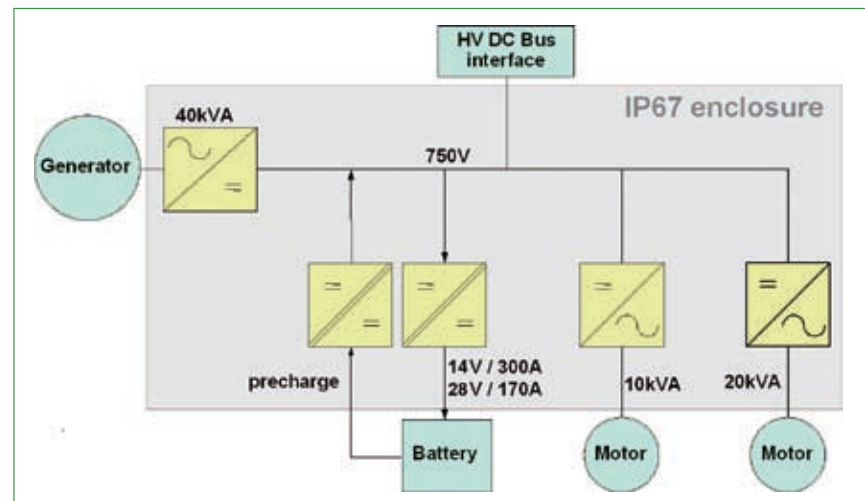 HV DC Bus
interface
IP67 enclosure
40kVA
Generator
750V
precharge
14V / 300A
28V / 170A
10kVA
20kVA
Battery
Motor
Motor